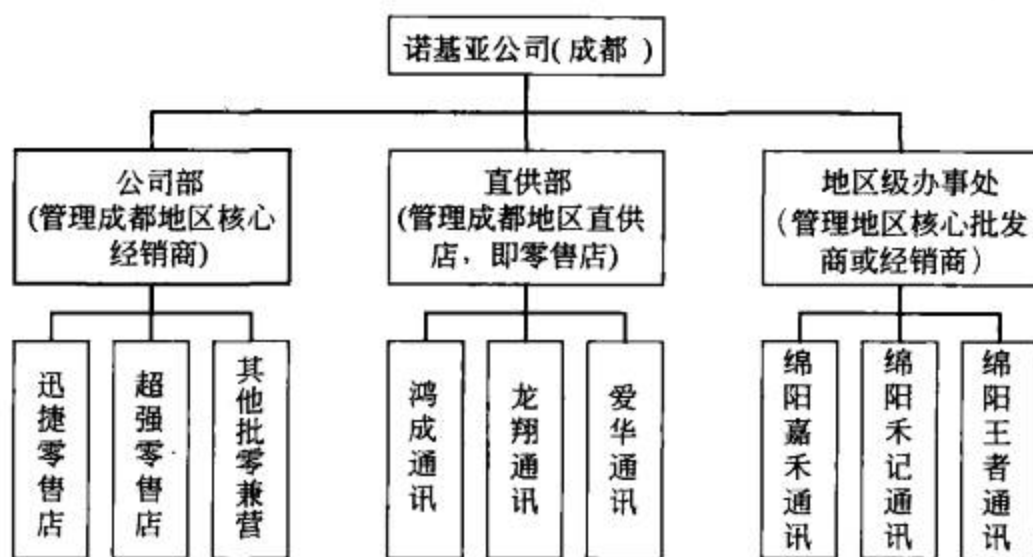 诺基亚公司(成都)
公司部
(管理成都地区核心
经销商)
直供部
(管理成都地区直供
店，即零售店)
地区级办事处
(管理地区核心批发
商或经销商)
迅捷零售店
超强零售店
其他批零兼营
鸿成通讯
龙翔通讯
爱华通讯
绵阳嘉禾通讯
绵阳禾记通讯
绵阳王者通讯